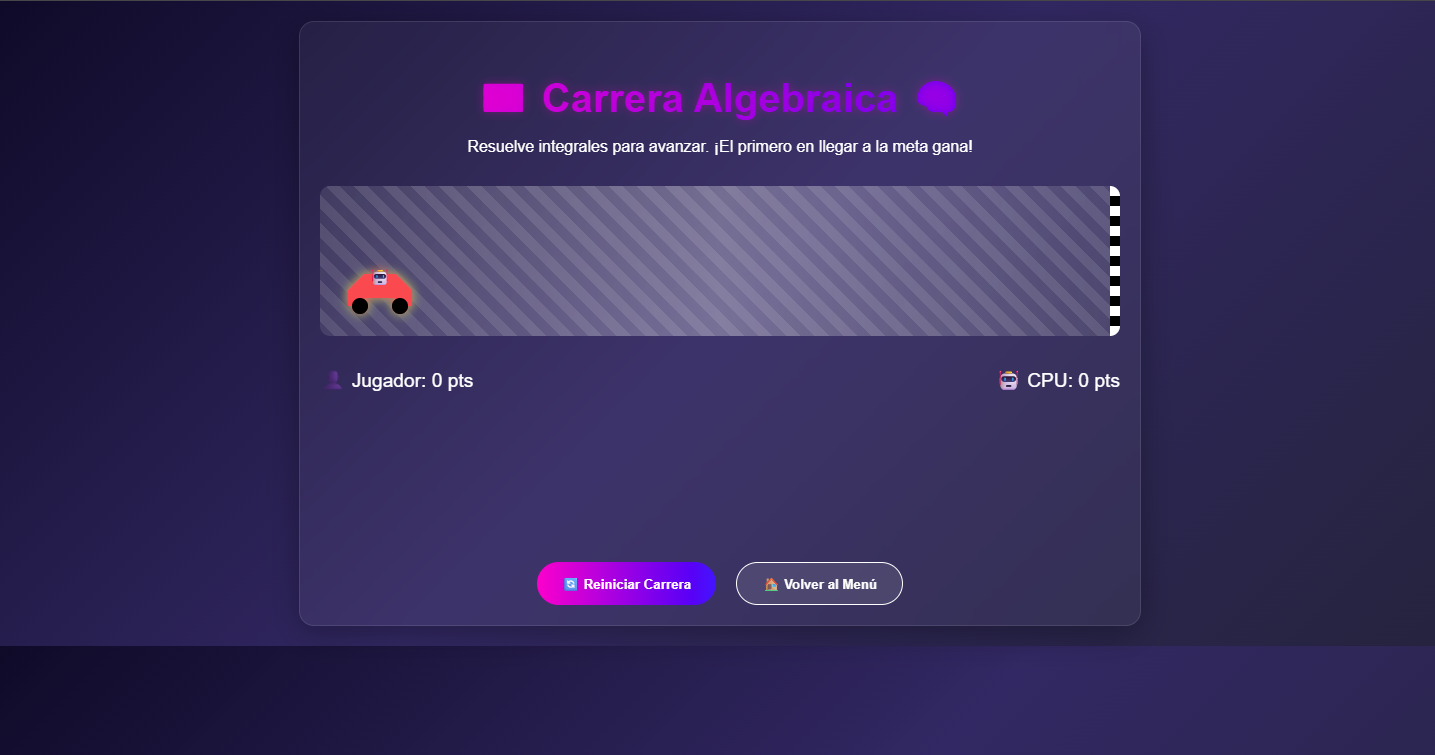 Carrera Algebraica
Resuelve integrales para avanzar. ¡El primero en llegar a la meta gana!
Jugador: 0 pts
CPU: 0 pts
Reiniciar Carrera
Volver al Menú